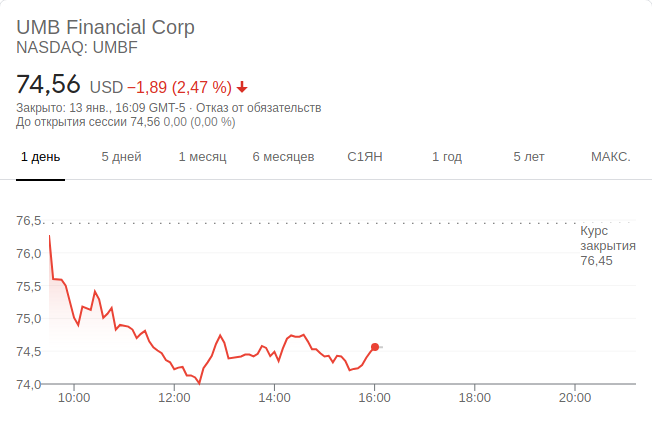 UMB Financial Corp
NASDAQ: UMBF
74,56 USD −1,89 (2,47 %)
Закрыто: 13 янв., 16:09 GMT-5 · Отказ от обязательств
До открытия сессии 74,56 0,00 (0,00 %)
1 день 5 дней 1 месяц 6 месяцев С1ЯН 1 год 5 лет МАКС.
76,5
Курс
закрытия
76,45
76,0
75,5
75,0
74,5
74,0
10:00 12:00 14:00 16:00 18:00 20:00